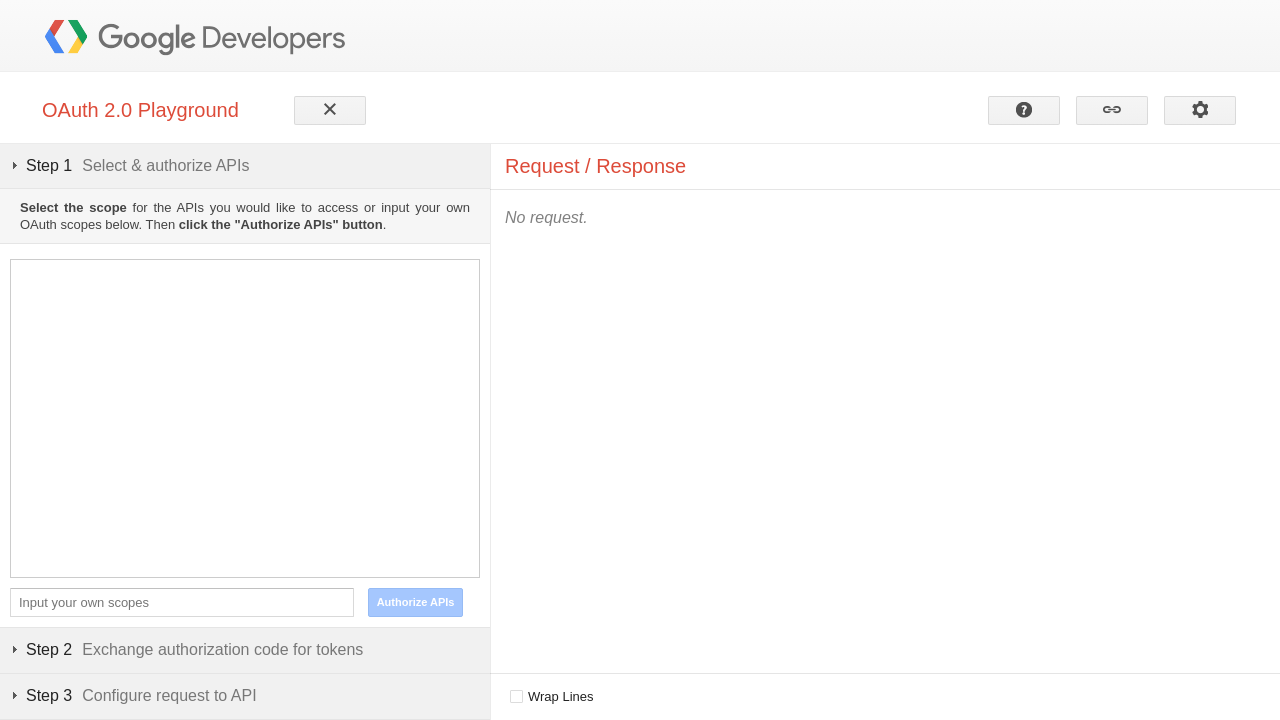 Google Developers
OAuth 2.0 Playground
Step 1 Select & authorize APIs
Select the scope for the APIs you would like to access or input your own
OAuth scopes below. Then click the "Authorize APIs" button.
Input your own scopes
Authorize APIs
Step 2 Exchange authorization code for tokens
Step 3 Configure request to API
Request / Response
No request.
Wrap Lines